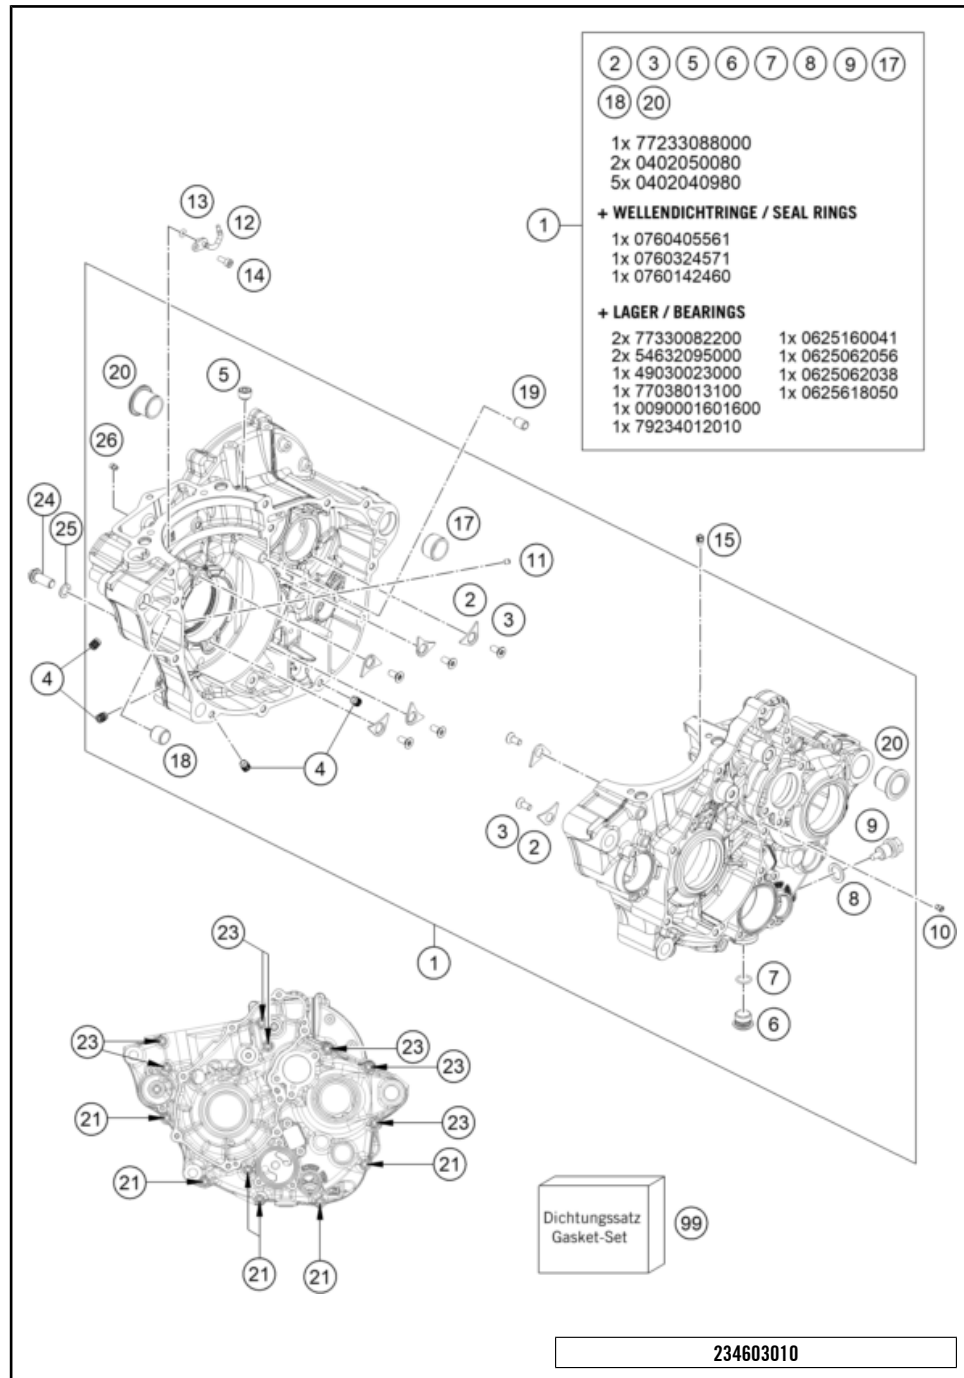 2 3 5 6 7 8 9 17
18 20
1x 77233088000
2x 0402050080
5x 0402040980
+ WELLENDICHTRINGE / SEAL RINGS
1x 0760405561
1x 0760324571
1x 0760142460
+ LAGER / BEARINGS
2x 77330082200 1x 0625160041
2x 54632095000 1x 0625062056
1x 49030023000 1x 0625062038
1x 77038013100 1x 0625618050
1x 0090001601600
1x 79234012010
1
13
12
14
20
5
19
26
24
25
17
11
15
2
3
4
18
4
20
9
3 2
8
10
7
6
1
23
23
23
23
23
21
21
21
21
21
Dichtungssatz
Gasket-Set
99
234603010